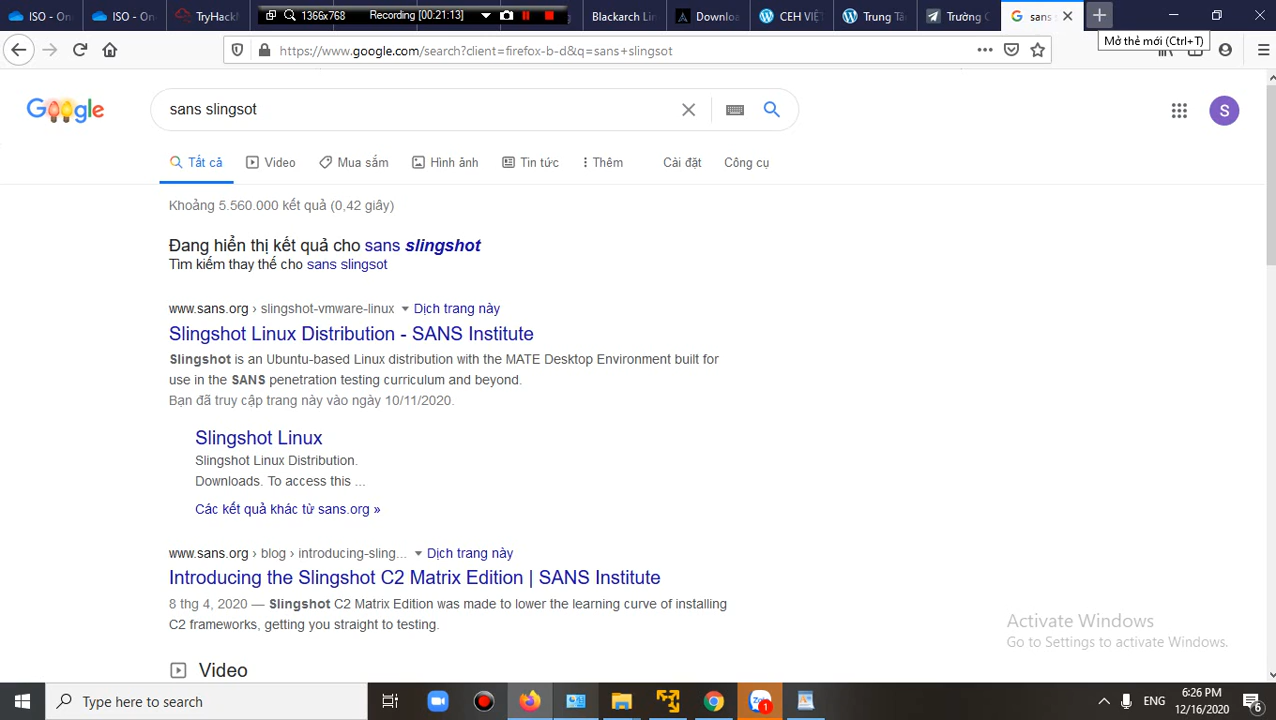 ISO - On
ISO - On
TryHack
1366x768
Recording [00:21:13]
Blackarch Lin
Downloa
CEH VIỆT
Trung Tâ
Trường C
sans
https://www.google.com/search?client=firefox-b-d&q=sans+slingsot
Mở thẻ mới (Ctrl+T)
Google
sans slingsot
S
Tất cả
Video
Mua sắm
Hình ảnh
Tin tức
Thêm
Cài đặt
Công cụ
Khoảng 5.560.000 kết quả (0,42 giây)
Đang hiển thị kết quả cho sans slingshot
Tìm kiếm thay thế cho sans slingsot
www.sans.org › slingshot-vmware-linux Dịch trang này
Slingshot Linux Distribution - SANS Institute
Slingshot is an Ubuntu-based Linux distribution with the MATE Desktop Environment built for
use in the SANS penetration testing curriculum and beyond.
Bạn đã truy cập trang này vào ngày 10/11/2020.
Slingshot Linux
Slingshot Linux Distribution.
Downloads. To access this ...
Các kết quả khác từ sans.org »
www.sans.org › blog › introducing-sling... Dịch trang này
Introducing the Slingshot C2 Matrix Edition | SANS Institute
8 thg 4, 2020 — Slingshot C2 Matrix Edition was made to lower the learning curve of installing
C2 frameworks, getting you straight to testing.
Video
Activate Windows
Go to Settings to activate Windows.
Type here to search
Zalo
1
ENG
6:26 PM
12/16/2020
6